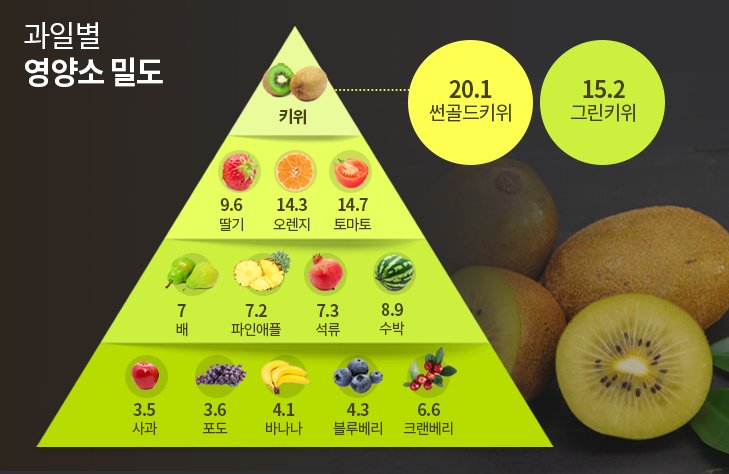 과일별
영양소 밀도
20.1
썬골드키위
15.2
그린키위
키위
9.6
딸기
14.3
오렌지
14.7
토마토
7
배
7.2
파인애플
7.3
석류
8.9
수박
3.5
사과
3.6
포도
4.1
바나나
4.3
블루베리
6.6
크랜베리